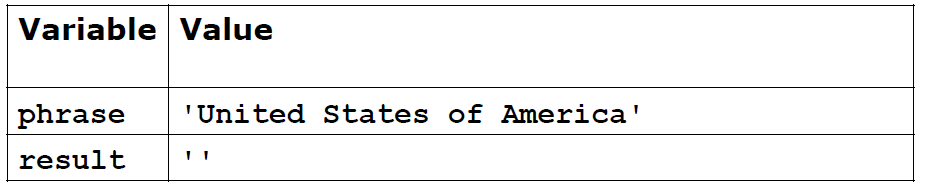 Variable Value
phrase 'United States of America'
result ''